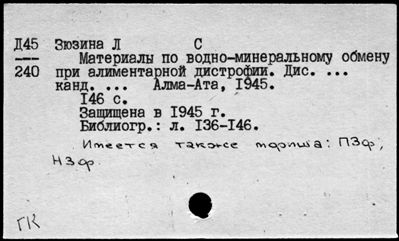 Д45 Зюзина Л С
--- Материалы по водно-минеральному обмену
240 при алиментарной дистрофии. Дис. ...
канд. ... Алма-Ата, 1945.
146 с.
Защищена в 1945 г.
Библиогр.: л. 136-146.
Имеется также шифр: ПЗФ,
НЗФ.
ГК